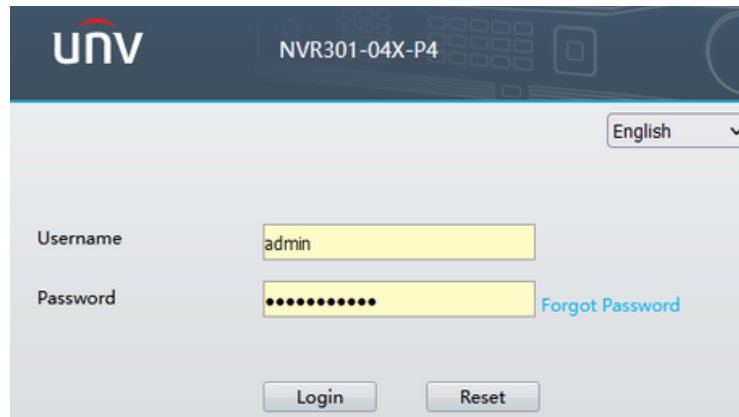 unv NVR301-04X-P4
English
Username admin
Password ••••••••••• Forgot Password
Login Reset